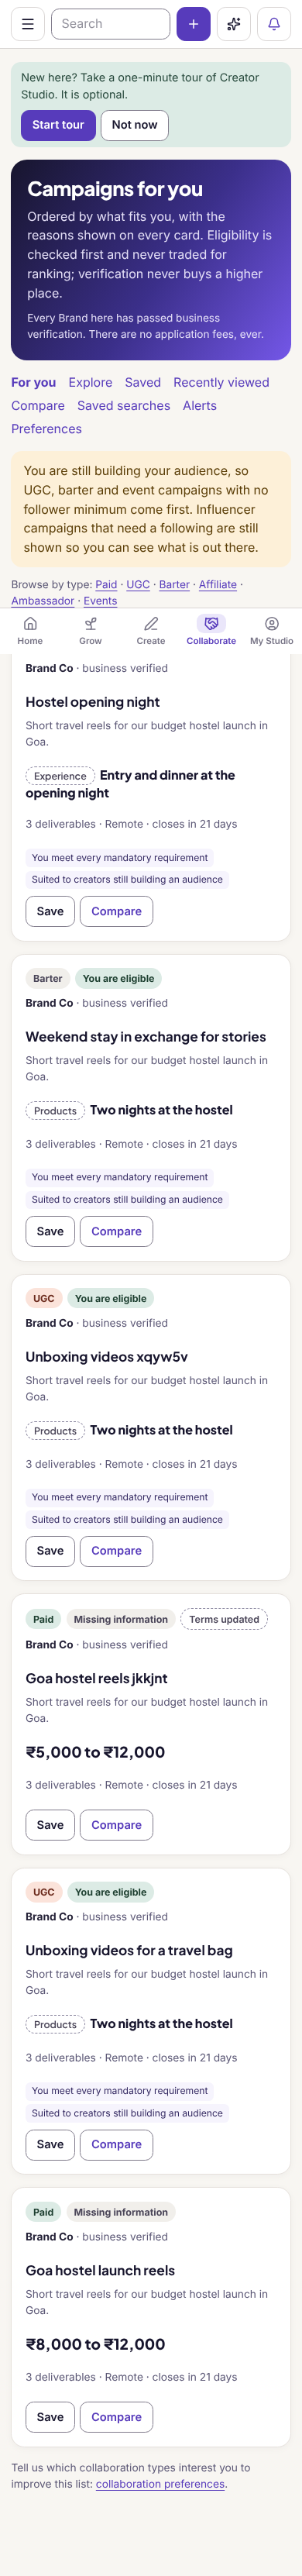 Search
New here? Take a one-minute tour of Creator
Studio. It is optional.
Start tour Not now
Campaigns for you
Ordered by what fits you, with the
reasons shown on every card. Eligibility is
checked first and never traded for
ranking; verification never buys a higher
place.
Every Brand here has passed business
verification. There are no application fees, ever.
For you Explore Saved Recently viewed
Compare Saved searches Alerts
Preferences
You are still building your audience, so
UGC, barter and event campaigns with no
follower minimum come first. Influencer
campaigns that need a following are still
shown so you can see what is out there.
Browse by type: Paid · UGC · Barter · Affiliate ·
Ambassador · Events
Home Grow Create Collaborate My Studio
Brand Co · business verified
Hostel opening night
Short travel reels for our budget hostel launch in
Goa.
Experience Entry and dinner at the
opening night
3 deliverables · Remote · closes in 21 days
You meet every mandatory requirement
Suited to creators still building an audience
Save Compare
Barter You are eligible
Brand Co · business verified
Weekend stay in exchange for stories
Short travel reels for our budget hostel launch in
Goa.
Products Two nights at the hostel
3 deliverables · Remote · closes in 21 days
You meet every mandatory requirement
Suited to creators still building an audience
Save Compare
UGC You are eligible
Brand Co · business verified
Unboxing videos xqyw5v
Short travel reels for our budget hostel launch in
Goa.
Products Two nights at the hostel
3 deliverables · Remote · closes in 21 days
You meet every mandatory requirement
Suited to creators still building an audience
Save Compare
Paid Missing information Terms updated
Brand Co · business verified
Goa hostel reels jkkjnt
Short travel reels for our budget hostel launch in
Goa.
₹5,000 to ₹12,000
3 deliverables · Remote · closes in 21 days
Save Compare
UGC You are eligible
Brand Co · business verified
Unboxing videos for a travel bag
Short travel reels for our budget hostel launch in
Goa.
Products Two nights at the hostel
3 deliverables · Remote · closes in 21 days
You meet every mandatory requirement
Suited to creators still building an audience
Save Compare
Paid Missing information
Brand Co · business verified
Goa hostel launch reels
Short travel reels for our budget hostel launch in
Goa.
₹8,000 to ₹12,000
3 deliverables · Remote · closes in 21 days
Save Compare
Tell us which collaboration types interest you to
improve this list: collaboration preferences.